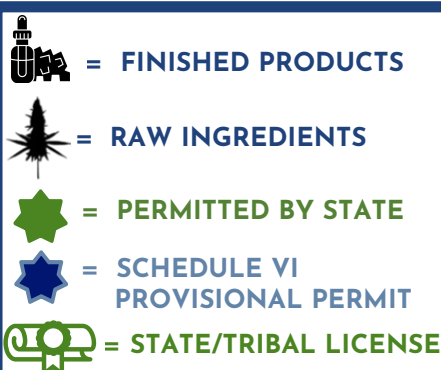 = FINISHED PRODUCTS
= RAW INGREDIENTS
= PERMITTED BY STATE
= SCHEDULE VI
PROVISIONAL PERMIT
= STATE/TRIBAL LICENSE